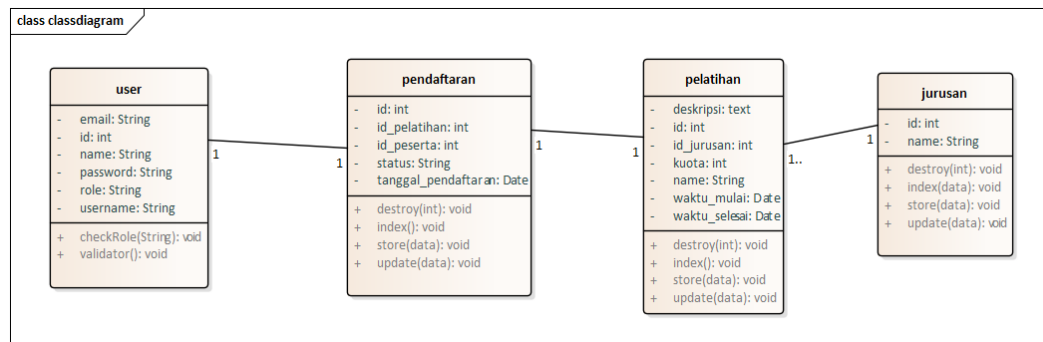 class classdiagram
user
- email: String
- id: int
- name: String
- password: String
- role: String
- username: String
+ checkRole(String): void
+ validator(): void
1
1
pendaftaran
- id: int
- id_pelatihan: int
- id_peserta: int
- status: String
- tanggal_pendaftaran: Date
+ destroy(int): void
+ index(): void
+ store(data): void
+ update(data): void
1
1
pelatihan
- deskripsi: text
- id: int
- id_jurusan: int
- kuota: int
- name: String
- waktu_mulai: Date
- waktu_selesai: Date
+ destroy(int): void
+ index(): void
+ store(data): void
+ update(data): void
1..
1
jurusan
- id: int
- name: String
+ destroy(int): void
+ index(data): void
+ store(data): void
+ update(data): void